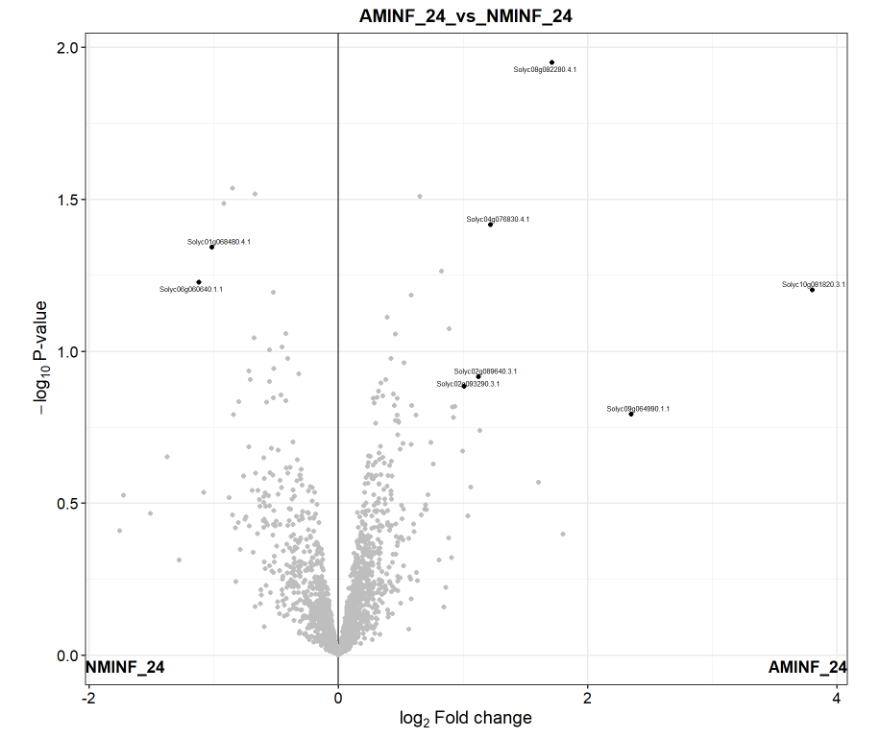 AMINF_24_vs_NMINF_24
2.0
Solyc08g082280.4.1
1.5
Solyc04g076830.4.1
Solyc01g068480.4.1
Solyc06g060640.1.1
Solyc10g081820.3.1
1.0
Solyc02g089640.3.1
Solyc02g093290.3.1
Solyc09g064990.1.1
0.5
0.0
−log10 P-value
NMINF_24
AMINF_24
-2
0
2
4
log2 Fold change